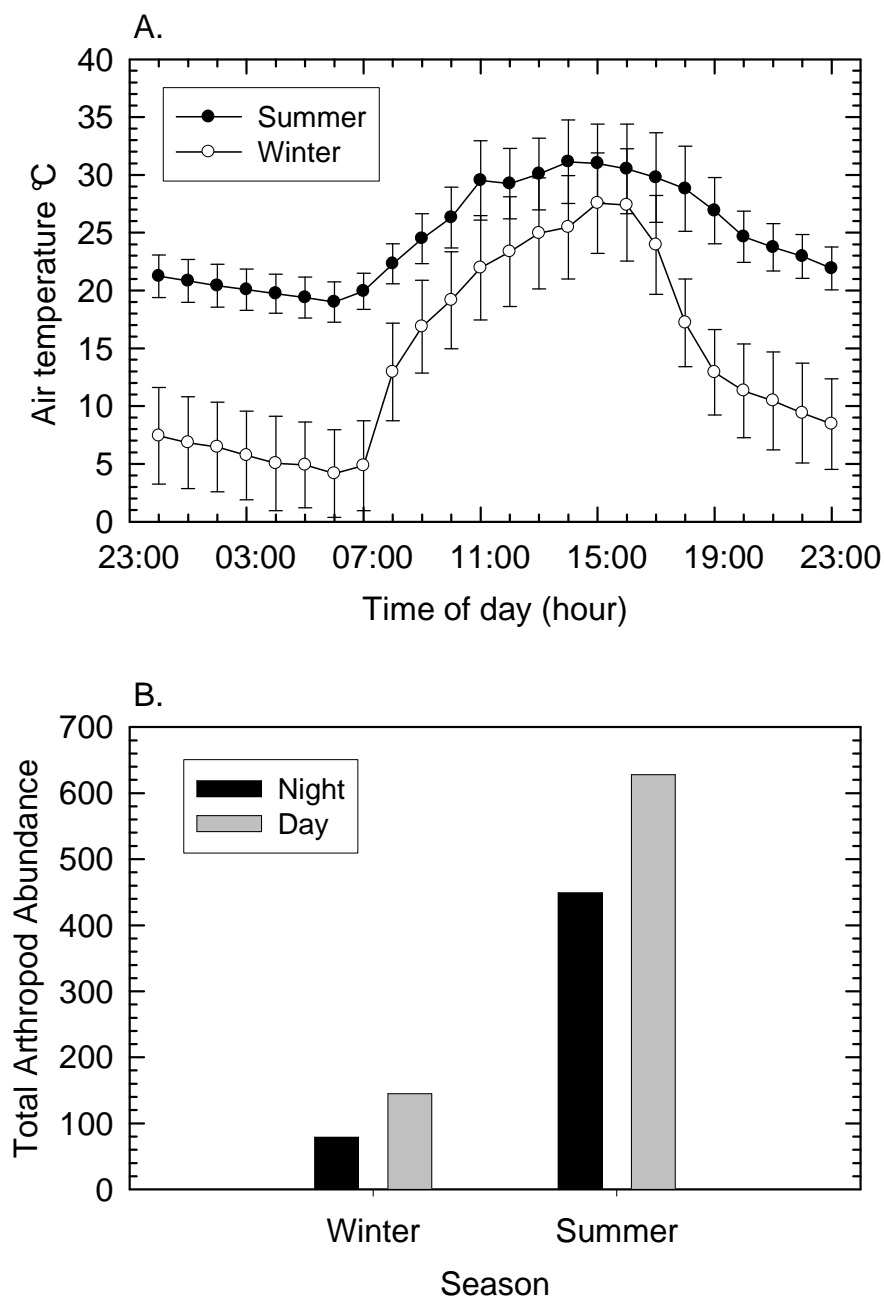 A.
40
35
30
25
20
15
10
5
0
Air temperature °C
Summer
Winter
23:00 03:00 07:00 11:00 15:00 19:00 23:00
Time of day (hour)
B.
700
600
500
400
300
200
100
0
Total Arthropod Abundance
Night
Day
Winter Summer
Season